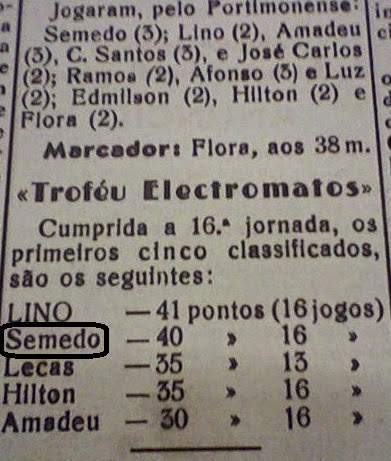 Jogaram, pelo Portimonense:
Semedo (3); Lino (2), Amadeu
(3), C. Santos (3), e José Carlos
(2); Ramos (2), Afonso (3) e Luz
(2); Edmilson (2), Hilton (2) e
Flora (2).
Marcador: Flora, aos 38 m.
«Troféu Electromatos»
Cumprida a 16.ª jornada, os
primeiros cinco classificados,
são os seguintes:
LINO — 41 pontos (16 jogos)
Semedo — 40 » 16 »
Lecas — 35 » 13 »
Hilton — 35 » 16 »
Amadeu — 30 » 16 »